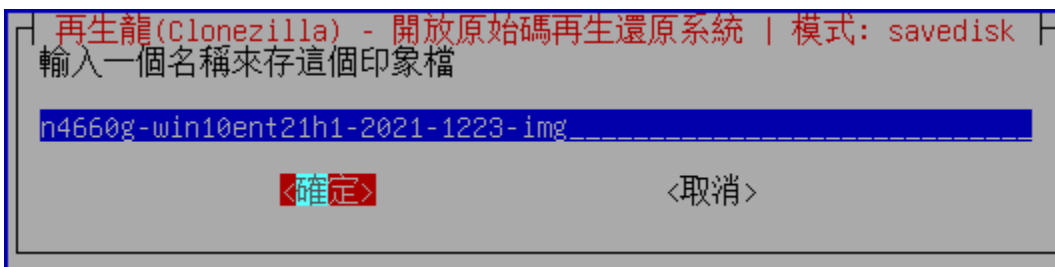 再生龍(Clonezilla) - 開放原始碼再生還原系統 | 模式: savedisk
輸入一個名稱來存這個印象檔
n4660g-win10ent21h1-2021-1223-img_____________________________
<確定> <取消>